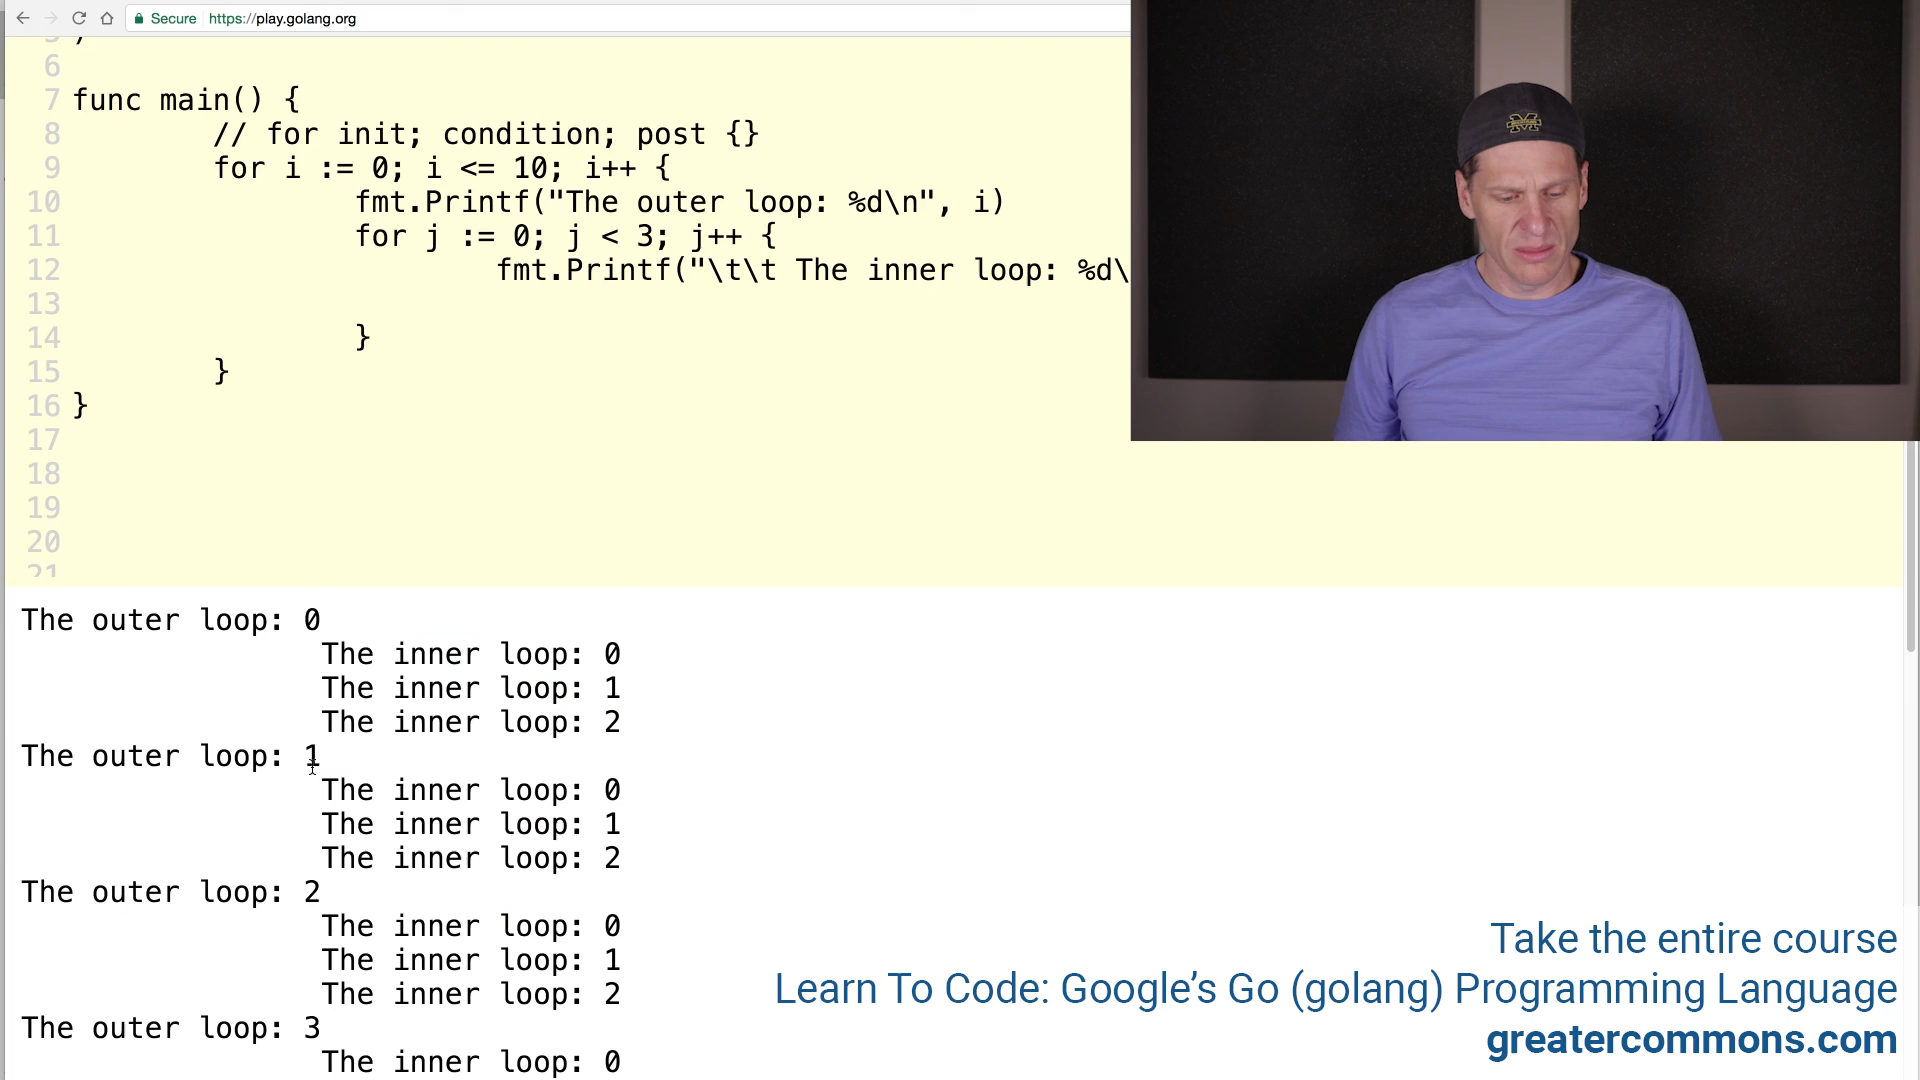 Secure https://play.golang.org
6
7 func main() {
8 // for init; condition; post {}
9 for i := 0; i <= 10; i++ {
10 fmt.Printf("The outer loop: %d\n", i)
11 for j := 0; j < 3; j++ {
12 fmt.Printf("\t\t The inner loop: %d\
13
14 }
15 }
16 }
17
18
19
20
21
The outer loop: 0
The inner loop: 0
The inner loop: 1
The inner loop: 2
The outer loop: 1
The inner loop: 0
The inner loop: 1
The inner loop: 2
The outer loop: 2
The inner loop: 0
The inner loop: 1
The inner loop: 2
The outer loop: 3
The inner loop: 0
Take the entire course
Learn To Code: Google’s Go (golang) Programming Language
greatercommons.com
M